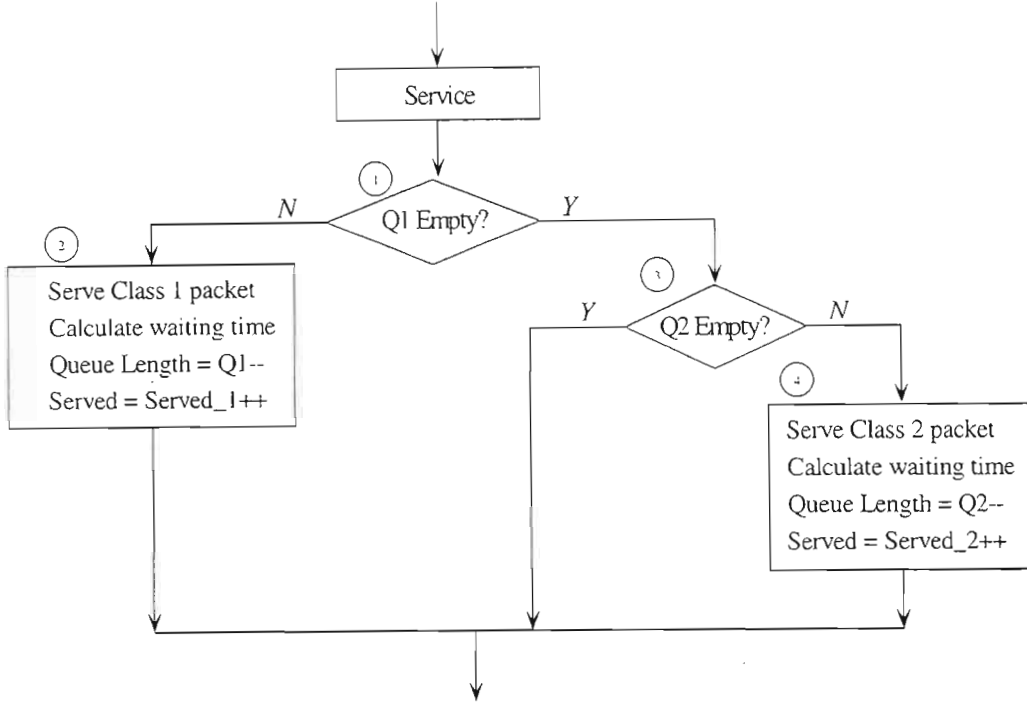 Service
1
Q1 Empty?
N
Y
2
Serve Class 1 packet
Calculate waiting time
Queue Length = Q1--
Served = Served_1++
3
Q2 Empty?
Y
N
4
Serve Class 2 packet
Calculate waiting time
Queue Length = Q2--
Served = Served_2++